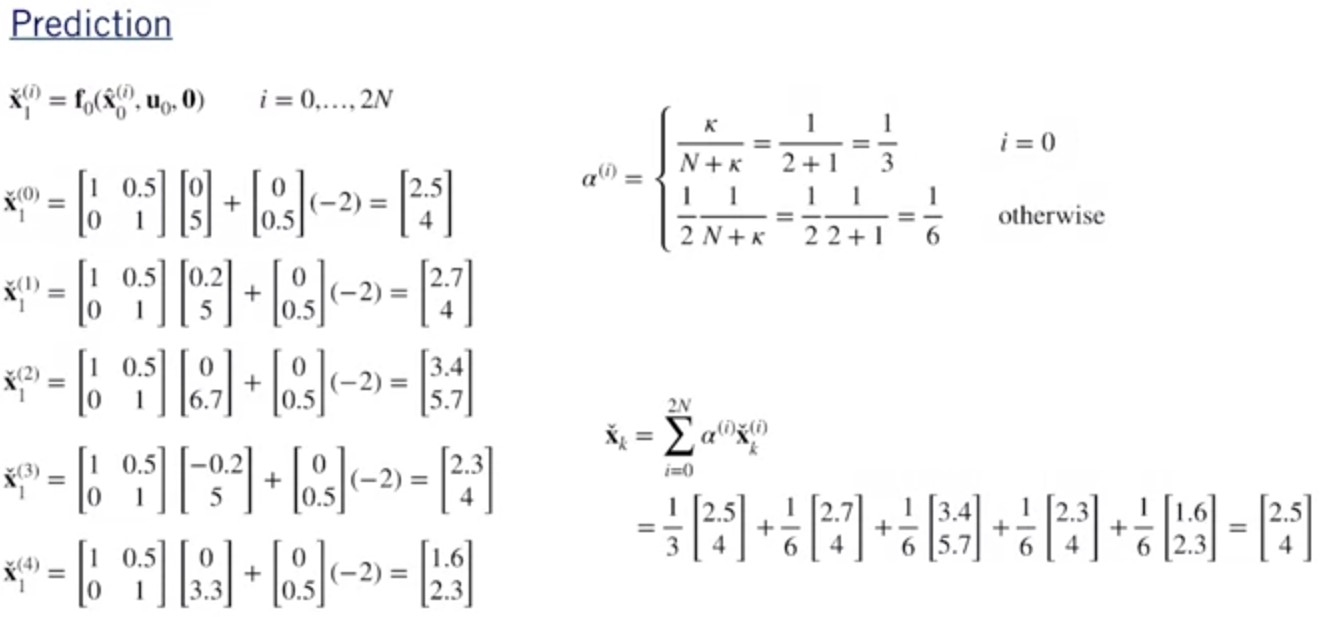 Prediction
x̌₁⁽ⁱ⁾ = f₀(x̂₀⁽ⁱ⁾, u₀, 0)    i = 0,…, 2N
x̌₁⁽⁰⁾ = [1 0.5; 0 1] [0; 5] + [0; 0.5] (−2) = [2.5; 4]
x̌₁⁽¹⁾ = [1 0.5; 0 1] [0.2; 5] + [0; 0.5] (−2) = [2.7; 4]
x̌₁⁽²⁾ = [1 0.5; 0 1] [0; 6.7] + [0; 0.5] (−2) = [3.4; 5.7]
x̌₁⁽³⁾ = [1 0.5; 0 1] [−0.2; 5] + [0; 0.5] (−2) = [2.3; 4]
x̌₁⁽⁴⁾ = [1 0.5; 0 1] [0; 3.3] + [0; 0.5] (−2) = [1.6; 2.3]
α⁽ⁱ⁾ = { κ/(N + κ) = 1/(2 + 1) = 1/3    i = 0
1/2 1/(N + κ) = 1/2 1/(2 + 1) = 1/6    otherwise
x̌ₖ = ∑_{i=0}^{2N} α⁽ⁱ⁾x̌ₖ⁽ⁱ⁾
= 1/3 [2.5; 4] + 1/6 [2.7; 4] + 1/6 [3.4; 5.7] + 1/6 [2.3; 4] + 1/6 [1.6; 2.3] = [2.5; 4]